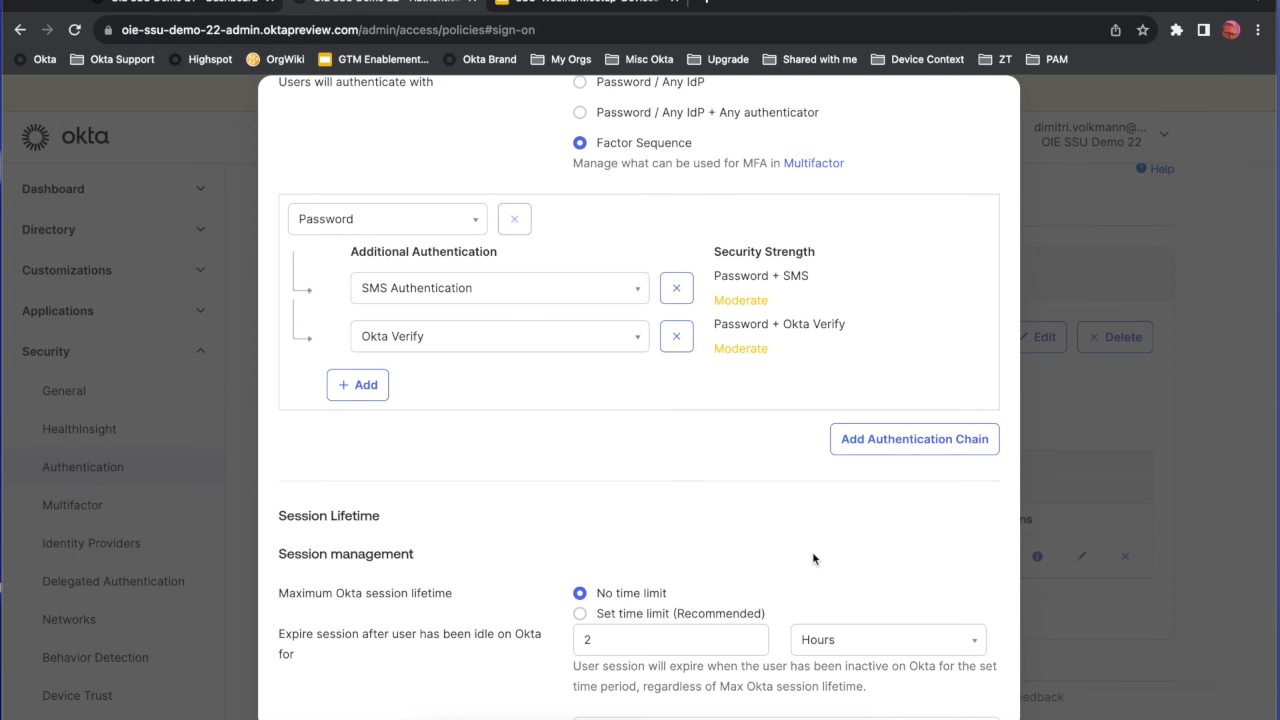 oie-ssu-demo-22-admin.oktapreview.com/admin/access/policies#sign-on
Okta Okta Support Highspot OrgWiki GTM Enablement... Okta Brand My Orgs Misc Okta Upgrade Shared with me Device Context ZT PAM
Users will authenticate with
Password / Any IdP
Password / Any IdP + Any authenticator
Factor Sequence
Manage what can be used for MFA in Multifactor
okta
dimitri.volkmann@...
OIE SSU Demo 22
Help
Dashboard
Directory
Customizations
Applications
Security
General
HealthInsight
Authentication
Multifactor
Identity Providers
Delegated Authentication
Networks
Behavior Detection
Device Trust
Password
Additional Authentication
Security Strength
SMS Authentication
Password + SMS
Moderate
Okta Verify
Password + Okta Verify
Moderate
+ Add
Edit
Delete
Add Authentication Chain
Session Lifetime
Session management
Maximum Okta session lifetime
No time limit
Set time limit (Recommended)
Expire session after user has been idle on Okta
for
2
Hours
User session will expire when the user has been inactive on Okta for the set
time period, regardless of Max Okta session lifetime.